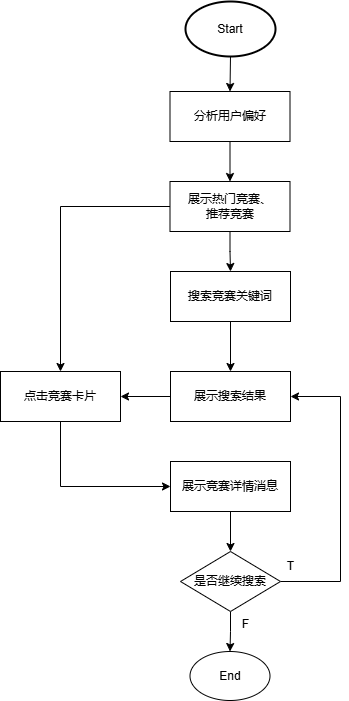 Start
分析用户偏好
展示热门竞赛、
推荐竞赛
搜索竞赛关键词
点击竞赛卡片
展示搜索结果
展示竞赛详情消息
是否继续搜索
T
F
End